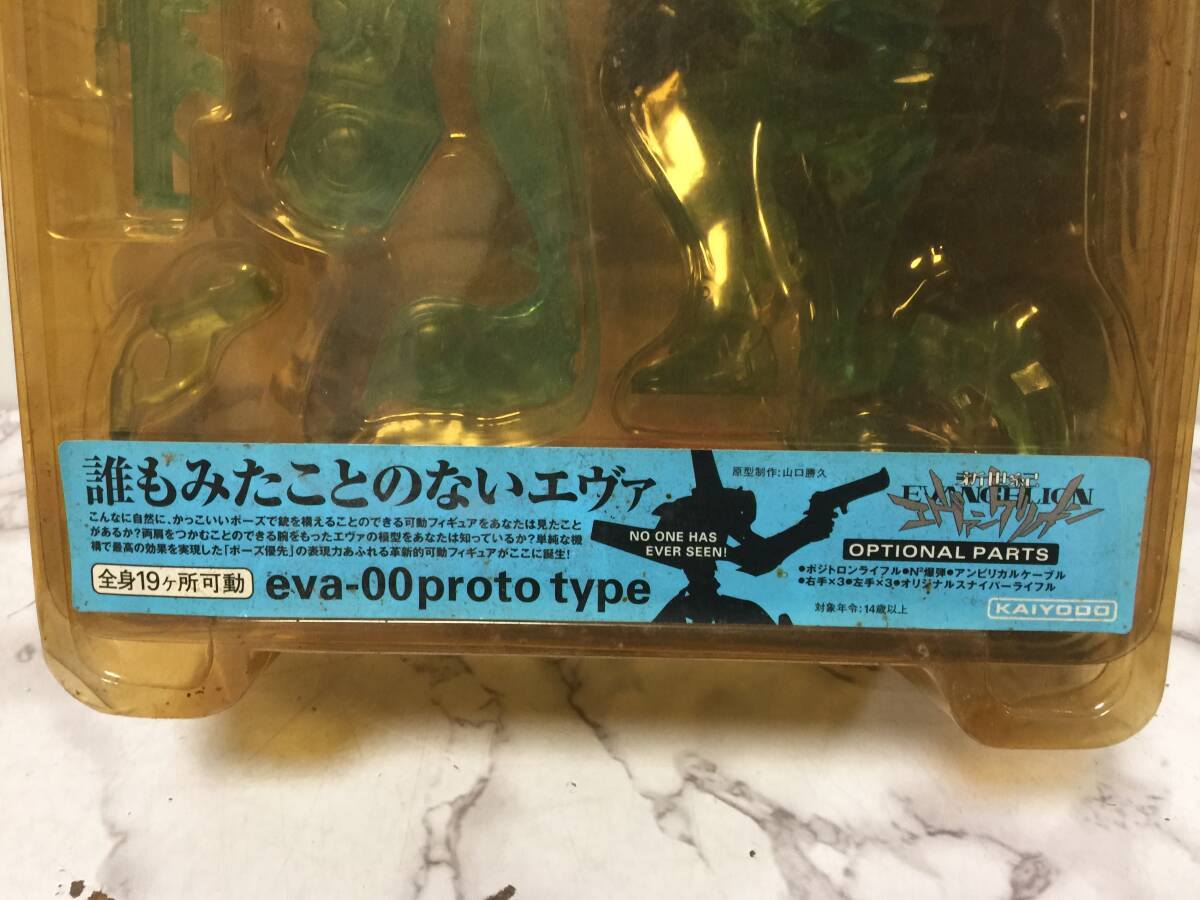 誰もみたことのないエヴァ
こんなに自然に、かっこいいポーズで銃を構えることのできる可動フィギュアをあなたは見たこと
があるか?両肩をつかむことのできる腕をもったエヴァの模型をあなたは知っているか?単純な機
構で最高の効果を実現した「ポーズ優先」の表現力あふれる革新的可動フィギュアがここに誕生!
全身19ヶ所可動
eva-00proto type
NO ONE HAS
EVER SEEN!
原型制作:山口勝久
新世紀
EVANGELION
エヴァンゲリオン
OPTIONAL PARTS
●ポジトロンライフル●N²爆弾●アンビリカルケーブル
●右手×3●左手×3●オリジナルスナイパーライフル
対象年令:14歳以上
KAIYODO